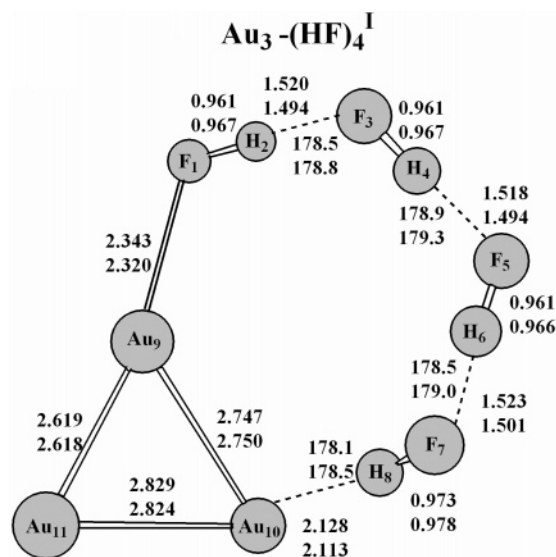 Au₃ -(HF)₄ᴵ
1.520
1.494
0.961
0.967
F₁
H₂
F₃
0.961
0.967
178.5
178.8
H₄
1.518
1.494
178.9
179.3
F₅
2.343
2.320
0.961
0.966
H₆
Au₉
178.5
179.0
1.523
1.501
2.619
2.618
2.747
2.750
178.1
178.5
F₇
H₈
2.829
2.824
0.973
0.978
Au₁₁
Au₁₀
2.128
2.113